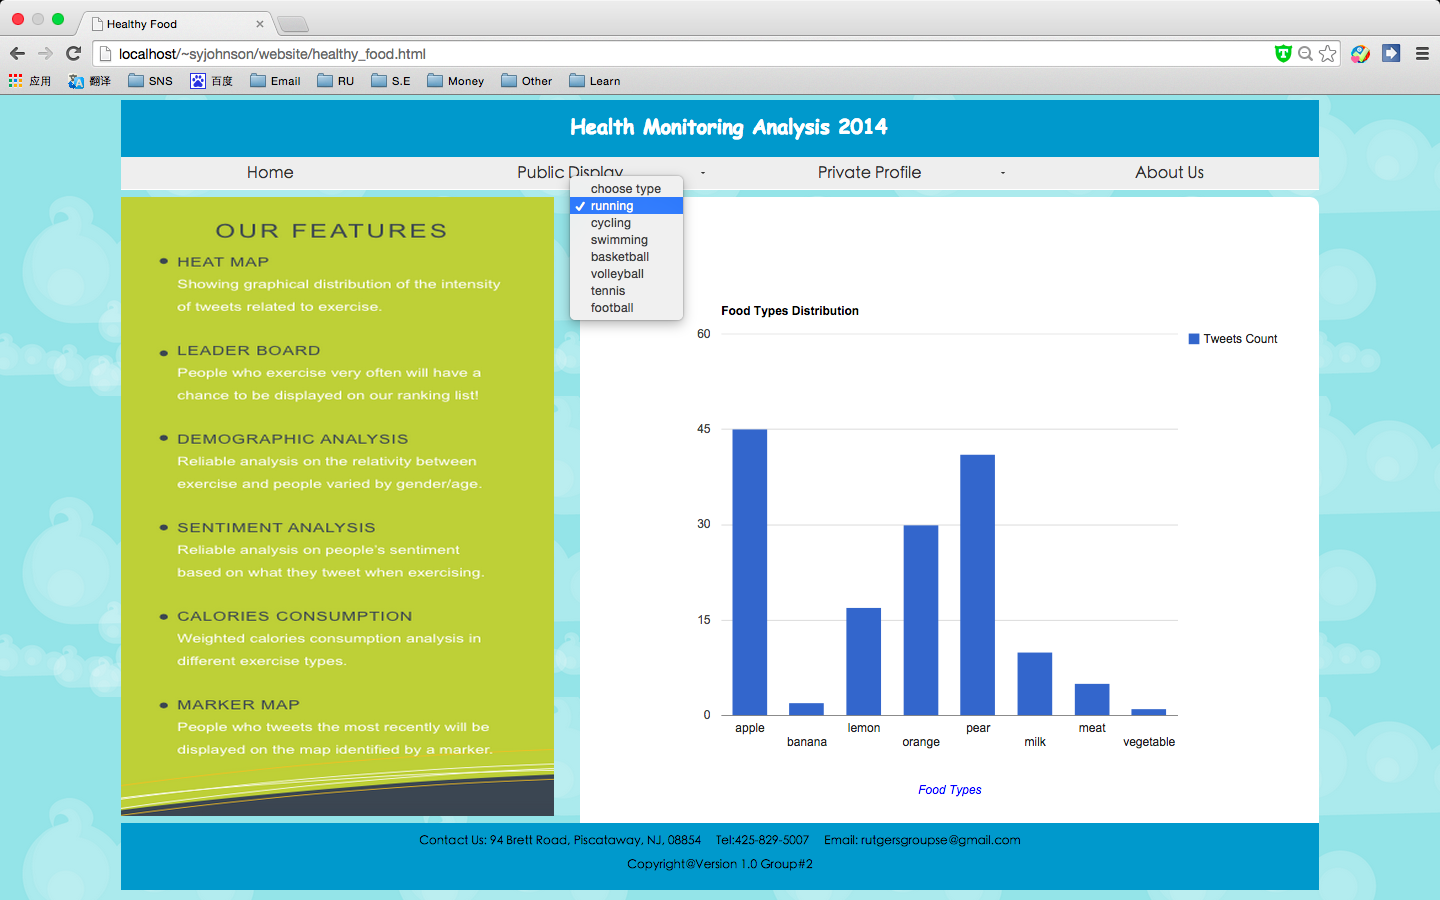 Healthy Food
localhost/~syjohnson/website/healthy_food.html
应用 翻译 SNS 百度 Email RU S.E Money Other Learn
Health Monitoring Analysis 2014
Home Public Display Private Profile About Us
choose type
running
cycling
swimming
basketball
volleyball
tennis
football
OUR FEATURES
HEAT MAP
Showing graphical distribution of the intensity
of tweets related to exercise.
LEADER BOARD
People who exercise very often will have a
chance to be displayed on our ranking list!
DEMOGRAPHIC ANALYSIS
Reliable analysis on the relativity between
exercise and people varied by gender/age.
SENTIMENT ANALYSIS
Reliable analysis on people's sentiment
based on what they tweet when exercising.
CALORIES CONSUMPTION
Weighted calories consumption analysis in
different exercise types.
MARKER MAP
People who tweets the most recently will be
displayed on the map identified by a marker.
Food Types Distribution
Tweets Count
60
45
30
15
0
apple banana lemon orange pear milk meat vegetable
Food Types
Contact Us: 94 Brett Road, Piscataway, NJ, 08854 Tel:425-829-5007 Email: rutgersgroupse@gmail.com
Copyright@Version 1.0 Group#2